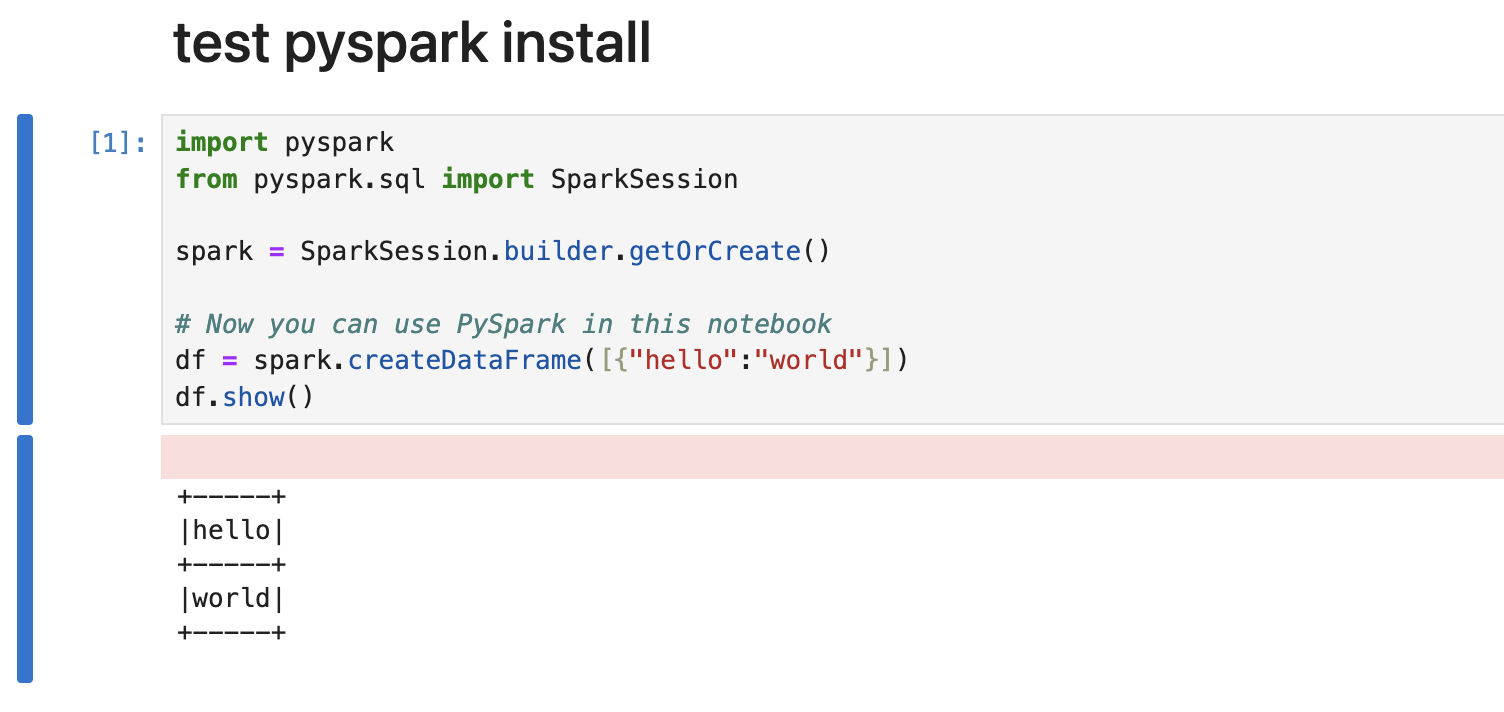 test pyspark install
[1]:
import pyspark
from pyspark.sql import SparkSession
spark = SparkSession.builder.getOrCreate()
# Now you can use PySpark in this notebook
df = spark.createDataFrame([{"hello":"world"}])
df.show()
+-----+
|hello|
+-----+
|world|
+-----+